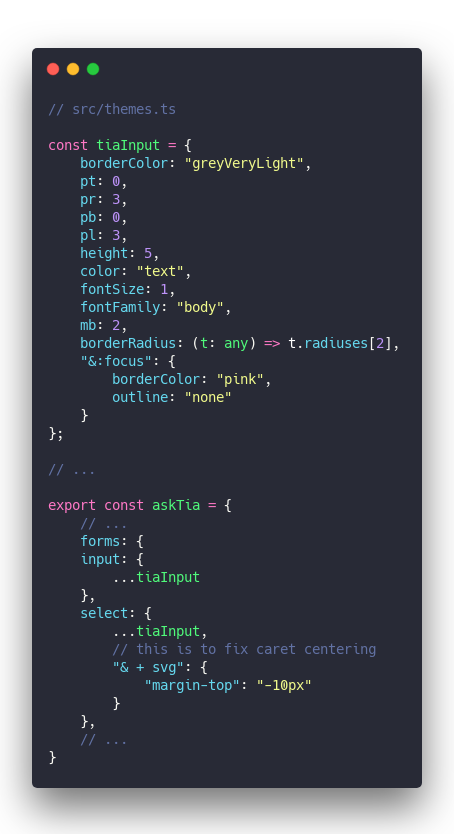 // src/themes.ts

const tiaInput = {
    borderColor: "greyVeryLight",
    pt: 0,
    pr: 3,
    pb: 0,
    pl: 3,
    height: 5,
    color: "text",
    fontSize: 1,
    fontFamily: "body",
    mb: 2,
    borderRadius: (t: any) => t.radiuses[2],
    "&:focus": {
        borderColor: "pink",
        outline: "none"
    }
};

// ...

export const askTia = {
    // ...
    forms: {
    input: {
        ...tiaInput
    },
    select: {
        ...tiaInput,
        // this is to fix caret centering
        "& + svg": {
            "margin-top": "-10px"
        }
    },
    // ...
}